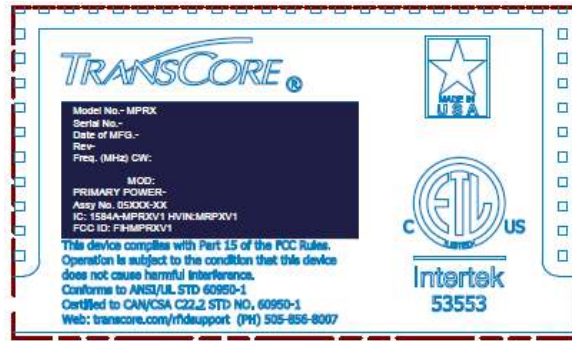 TRANSCORE ®
Model No.- MPRX
Serial No.-
Date of MFG.-
Rev-
Freq. (MHz) CW:
MOD:
PRIMARY POWER-
Assy No. 05XXX-XX
IC: 1584A-MPRXV1 HVIN:MRPXV1
FCC ID: FIHMPRXV1
This device complies with Part 15 of the FCC Rules.
Operation is subject to the condition that this device
does not cause harmful interference.
Conforms to ANSI/UL STD 60950-1
Certified to CAN/CSA C22.2 STD NO. 60950-1
Web: transcore.com/rfidsupport (PH) 505-856-8007
MADE IN
USA
ETL
C US
LISTED
Intertek
53553